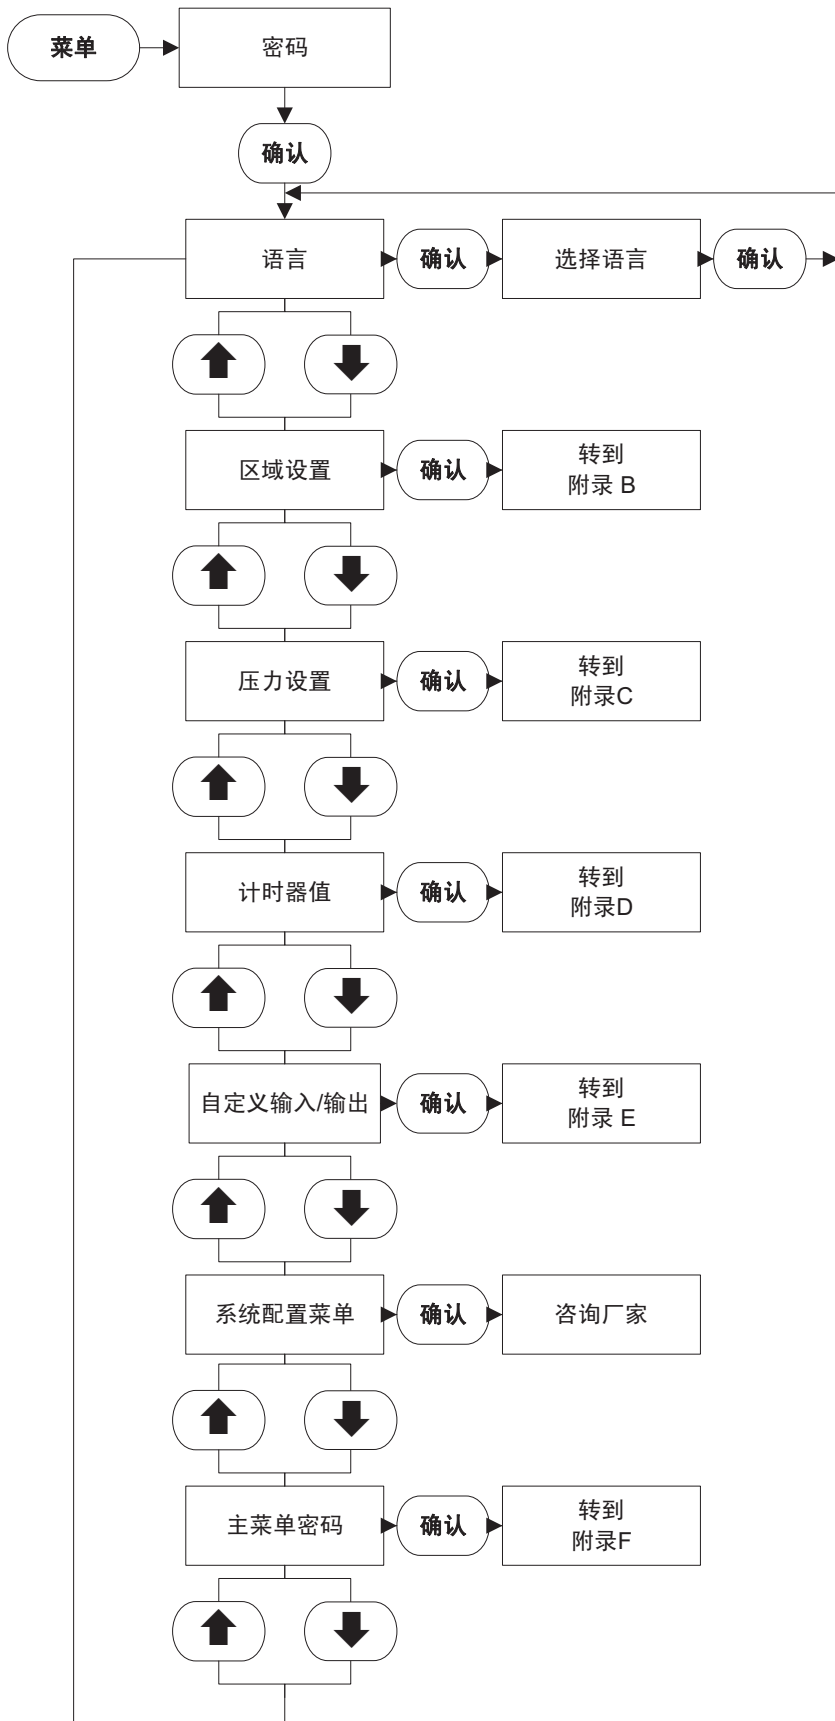 菜单
密码
确认
语言
确认
选择语言
确认
区域设置
确认
转到
附录 B
压力设置
确认
转到
附录C
计时器值
确认
转到
附录D
自定义输入/输出
确认
转到
附录 E
系统配置菜单
确认
咨询厂家
主菜单密码
确认
转到
附录F